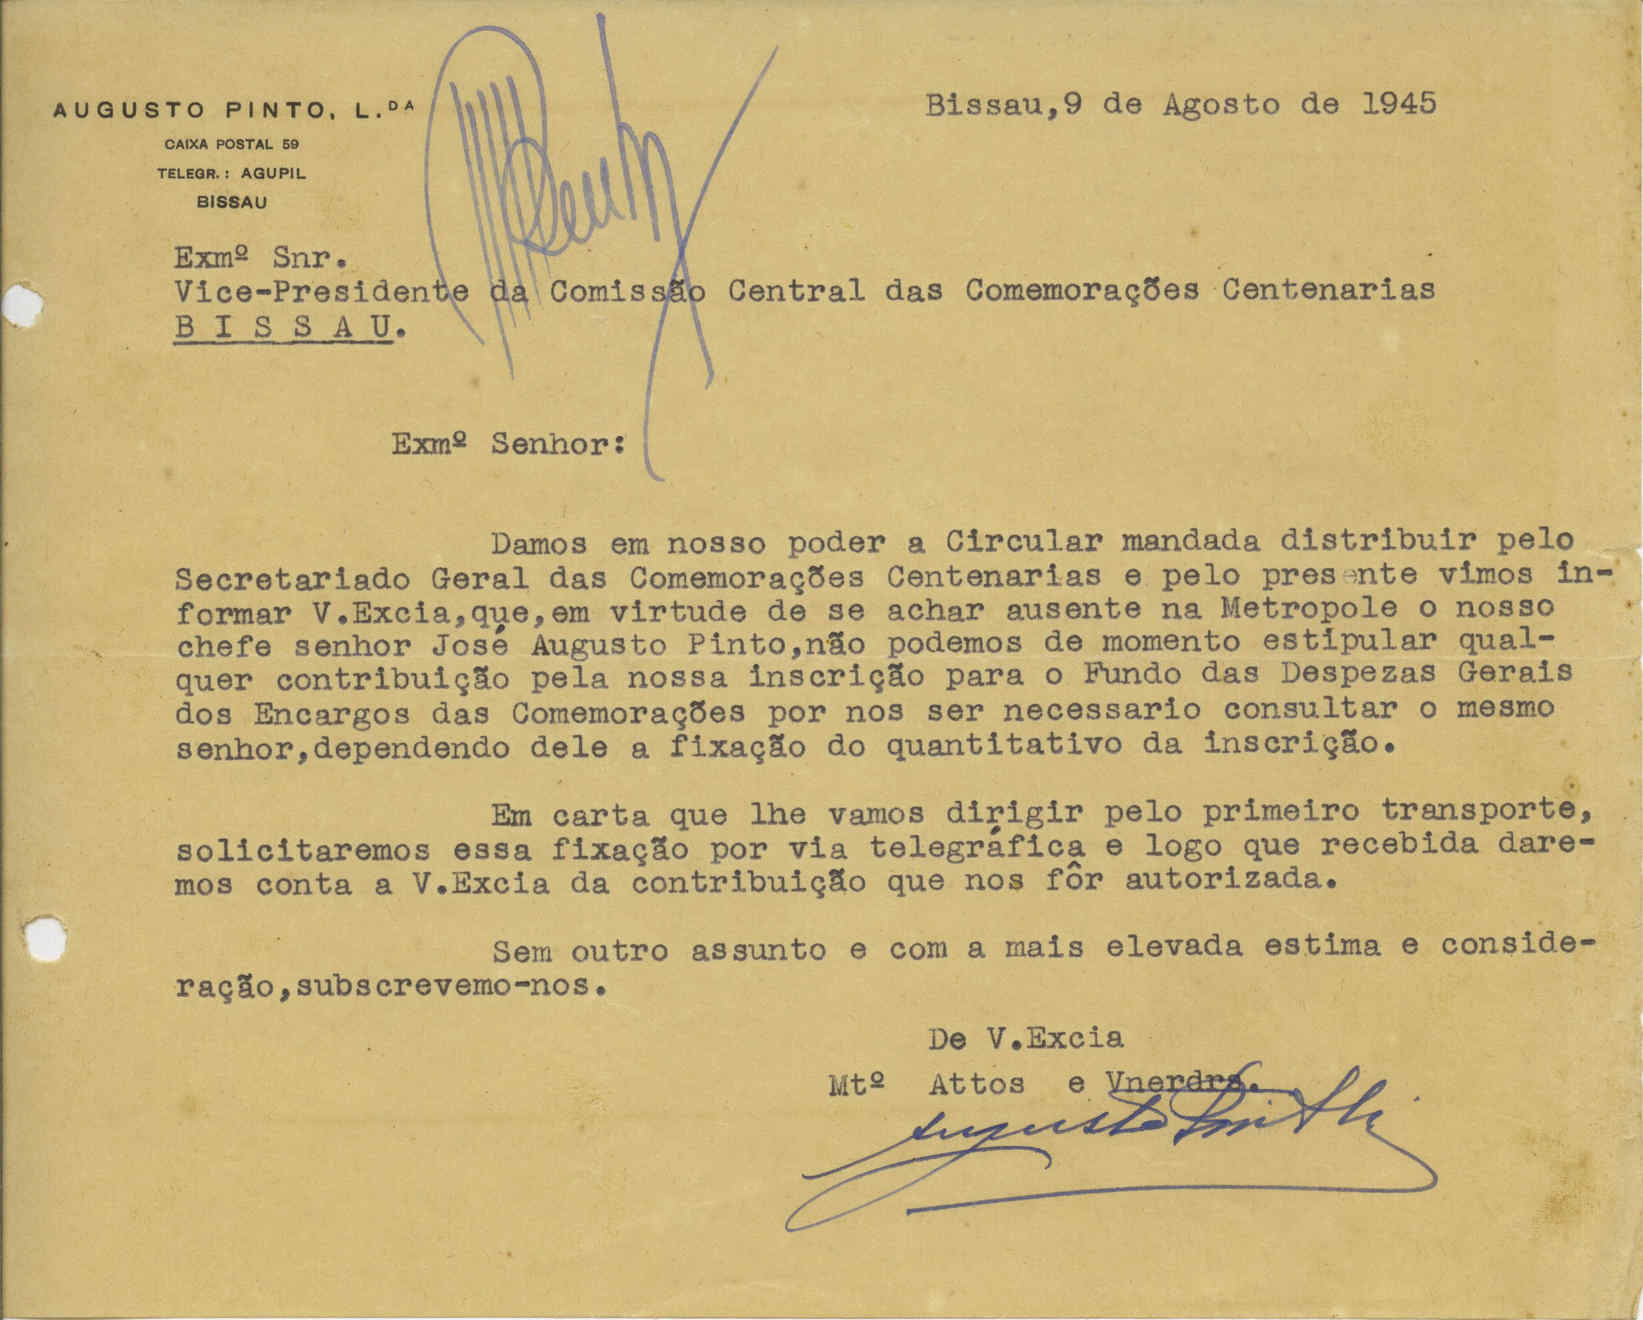 AUGUSTO PINTO, L.DA
CAIXA POSTAL 59
TELEGR.: AGUPIL
BISSAU
Bissau,9 de Agosto de 1945
Exmº Snr.
Vice-Presidente da Comissão Central das Comemorações Centenarias
B I S S A U.
Exmº Senhor:
Damos em nosso poder a Circular mandada distribuir pelo
Secretariado Geral das Comemorações Centenarias e pelo presente vimos in-
formar V.Excia,que,em virtude de se achar ausente na Metropole o nosso
chefe senhor José Augusto Pinto,não podemos de momento estipular qual-
quer contribuição pela nossa inscrição para o Fundo das Despezas Gerais
dos Encargos das Comemorações por nos ser necessario consultar o mesmo
senhor,dependendo dele a fixação do quantitativo da inscrição.
Em carta que lhe vamos dirigir pelo primeiro transporte,
solicitaremos essa fixação por via telegráfica e logo que recebida dare-
mos conta a V.Excia da contribuição que nos fôr autorizada.
Sem outro assunto e com a mais elevada estima e conside-
ração,subscrevemo-nos.
De V.Excia
Mtº Attos e Vnerdrs.
Augusto Pinto